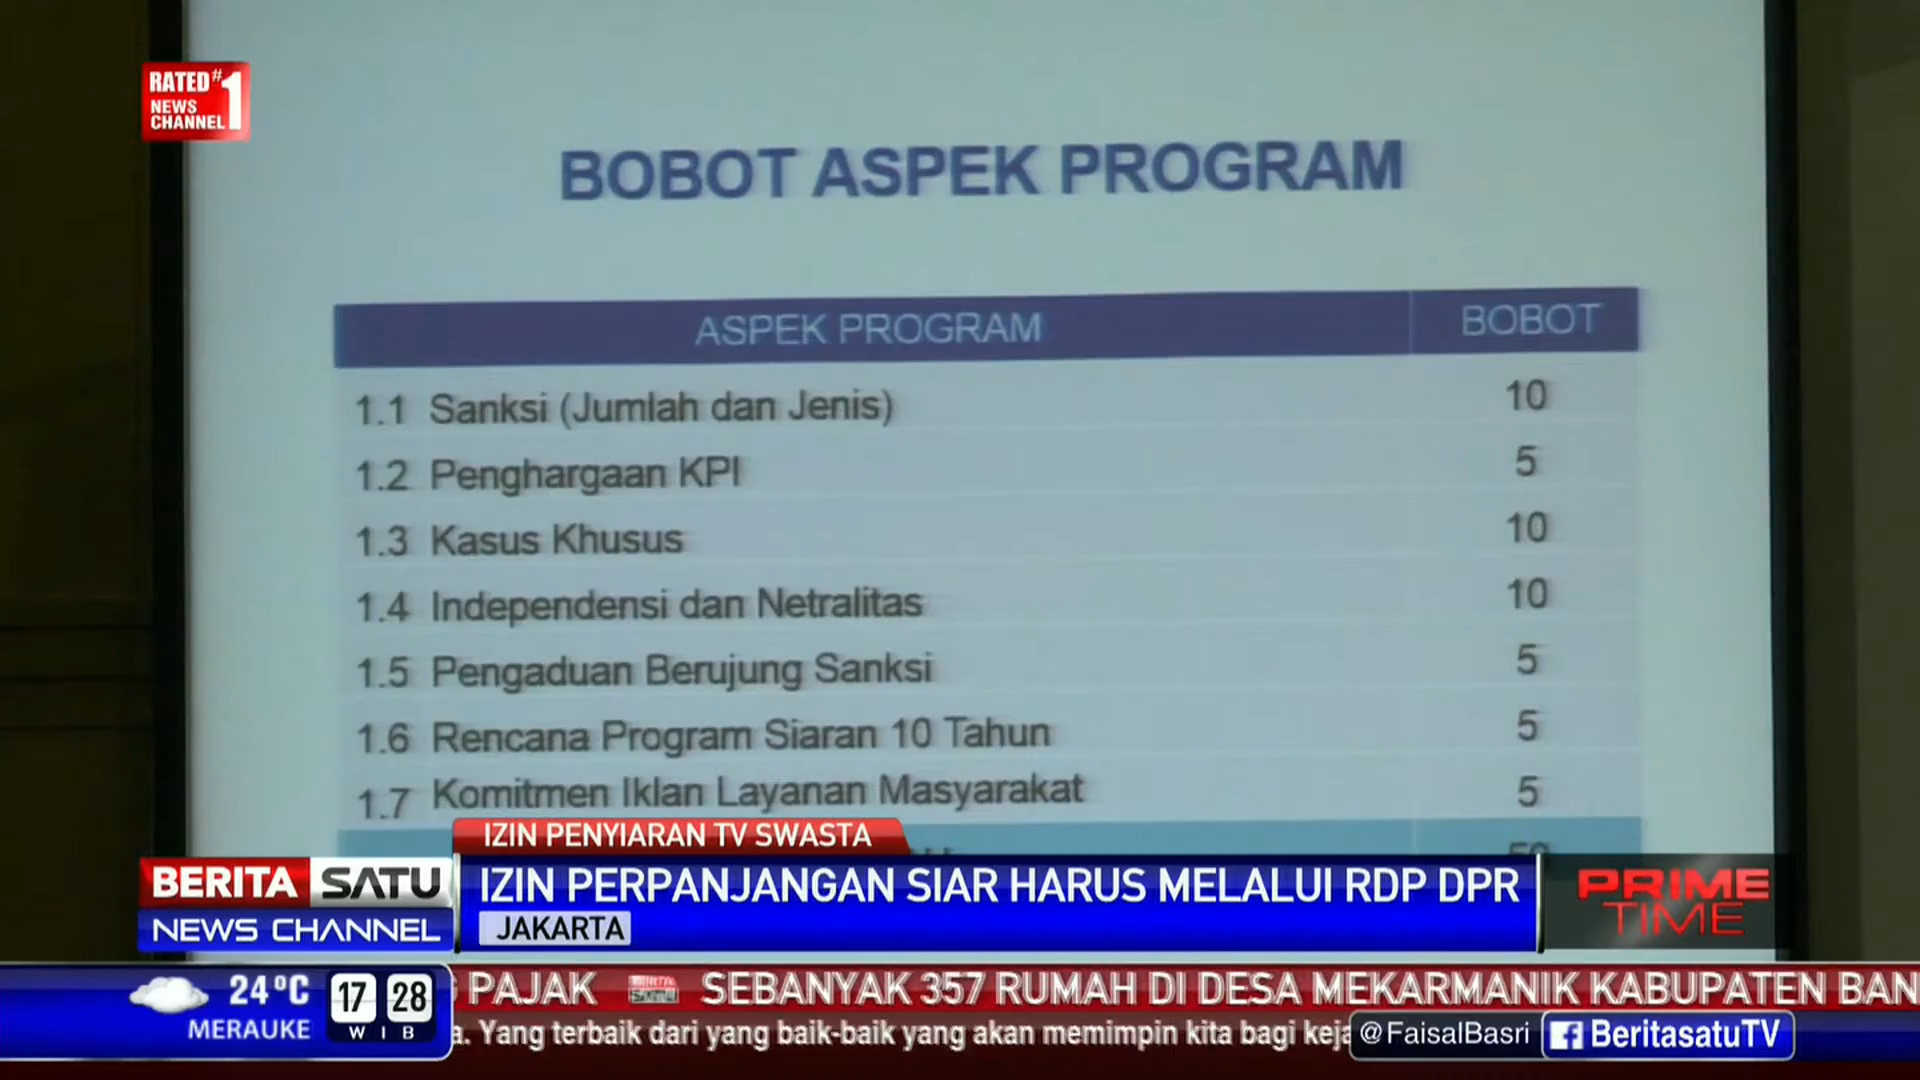 RATED #1
NEWS
CHANNEL
BOBOT ASPEK PROGRAM
ASPEK PROGRAM BOBOT
1.1 Sanksi (Jumlah dan Jenis) 10
1.2 Penghargaan KPI 5
1.3 Kasus Khusus 10
1.4 Independensi dan Netralitas 10
1.5 Pengaduan Berujung Sanksi 5
1.6 Rencana Program Siaran 10 Tahun 5
1.7 Komitmen Iklan Layanan Masyarakat 5
IZIN PENYIARAN TV SWASTA
BERITA SATU
NEWS CHANNEL
IZIN PERPANJANGAN SIAR HARUS MELALUI RDP DPR
JAKARTA
PRIME
TIME
24°C
MERAUKE
17 28
WIB
PAJAK SEBANYAK 357 RUMAH DI DESA MEKARMANIK KABUPATEN BAN
a. Yang terbaik dari yang baik-baik yang akan memimpin kita bagi keja
@FaisalBasri
BeritasatuTV